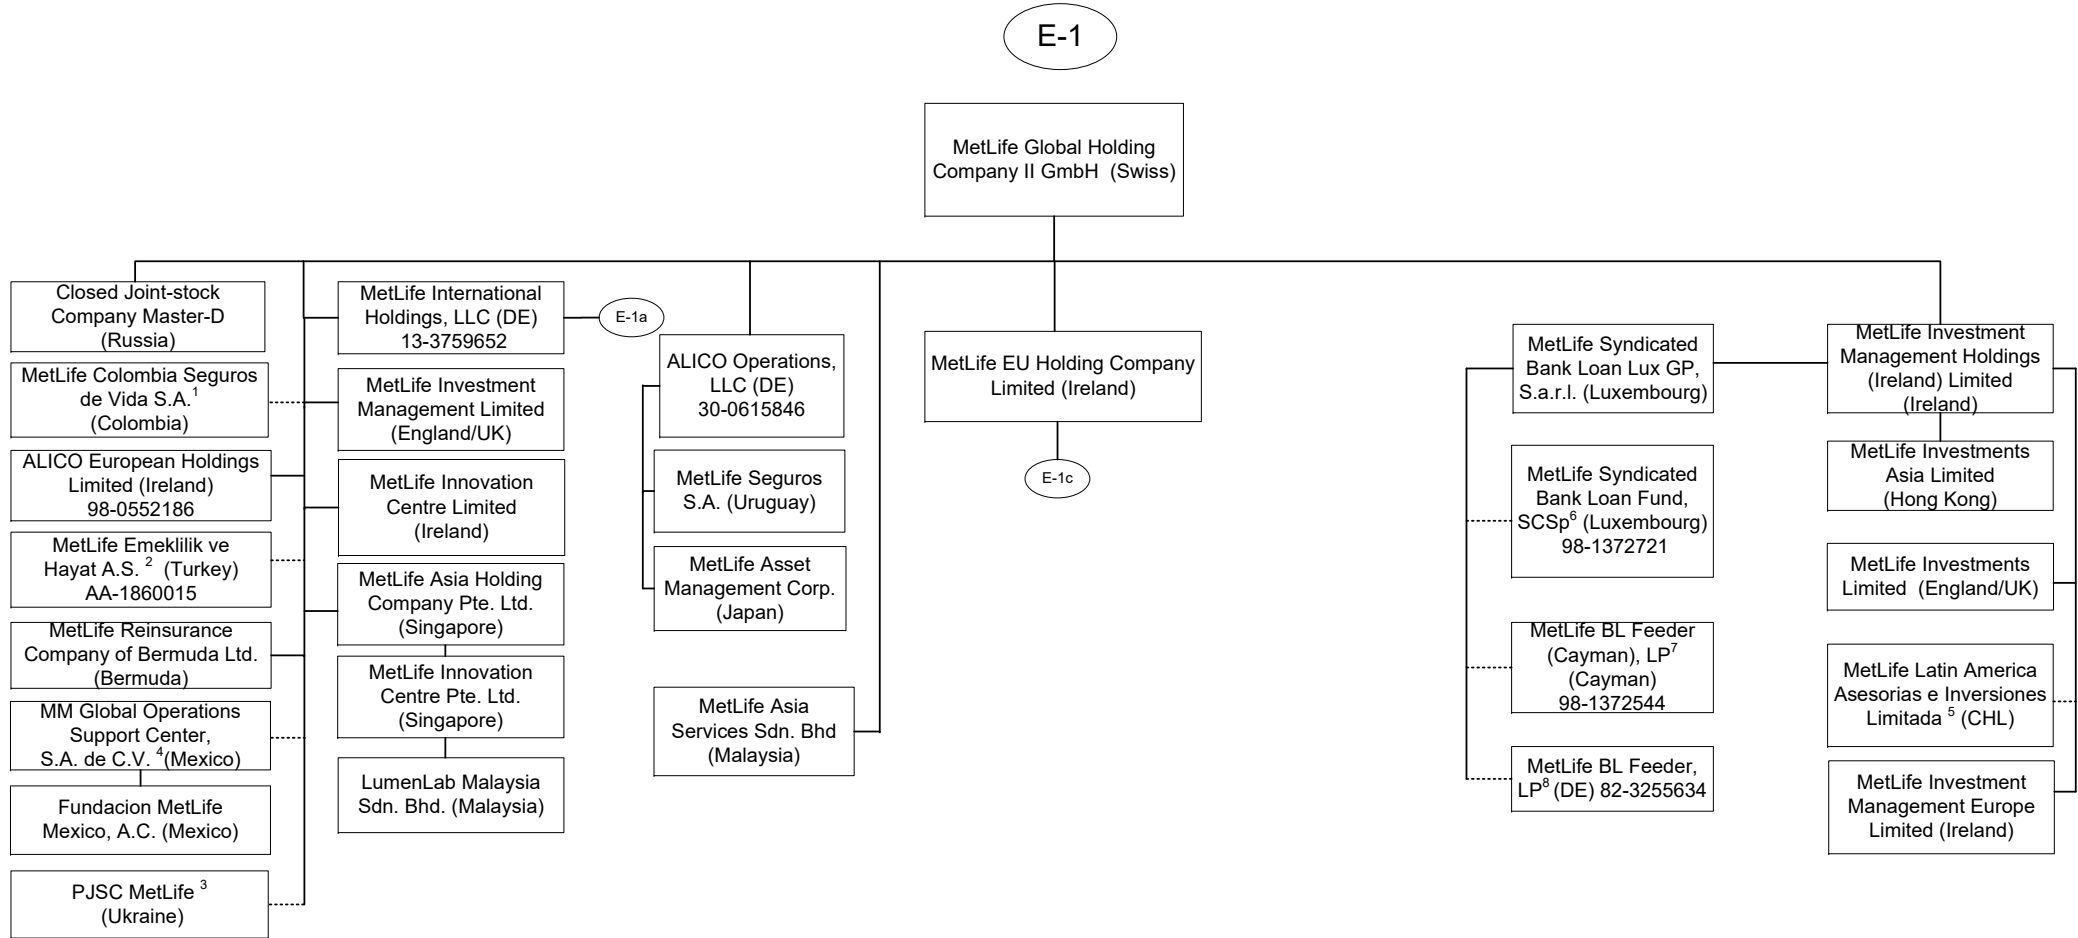 E-1
MetLife Global Holding
Company II GmbH (Swiss)
Closed Joint-stock
Company Master-D
(Russia)
MetLife Colombia Seguros
de Vida S.A.1
(Colombia)
ALICO European Holdings
Limited (Ireland)
98-0552186
MetLife Emeklilik ve
Hayat A.S. 2 (Turkey)
AA-1860015
MetLife Reinsurance
Company of Bermuda Ltd.
(Bermuda)
MM Global Operations
Support Center,
S.A. de C.V. 4(Mexico)
Fundacion MetLife
Mexico, A.C. (Mexico)
PJSC MetLife 3
(Ukraine)
MetLife International
Holdings, LLC (DE)
13-3759652
E-1a
MetLife Investment
Management Limited
(England/UK)
MetLife Innovation
Centre Limited
(Ireland)
MetLife Asia Holding
Company Pte. Ltd.
(Singapore)
MetLife Innovation
Centre Pte. Ltd.
(Singapore)
LumenLab Malaysia
Sdn. Bhd. (Malaysia)
ALICO Operations,
LLC (DE)
30-0615846
MetLife Seguros
S.A. (Uruguay)
MetLife Asset
Management Corp.
(Japan)
MetLife Asia
Services Sdn. Bhd
(Malaysia)
MetLife EU Holding Company
Limited (Ireland)
E-1c
MetLife Syndicated
Bank Loan Lux GP,
S.a.r.l. (Luxembourg)
MetLife Syndicated
Bank Loan Fund,
SCSp6 (Luxembourg)
98-1372721
MetLife BL Feeder
(Cayman), LP7
(Cayman)
98-1372544
MetLife BL Feeder,
LP8 (DE) 82-3255634
MetLife Investment
Management Holdings
(Ireland) Limited
(Ireland)
MetLife Investments
Asia Limited
(Hong Kong)
MetLife Investments
Limited (England/UK)
MetLife Latin America
Asesorias e Inversiones
Limitada 5 (CHL)
MetLife Investment
Management Europe
Limited (Ireland)